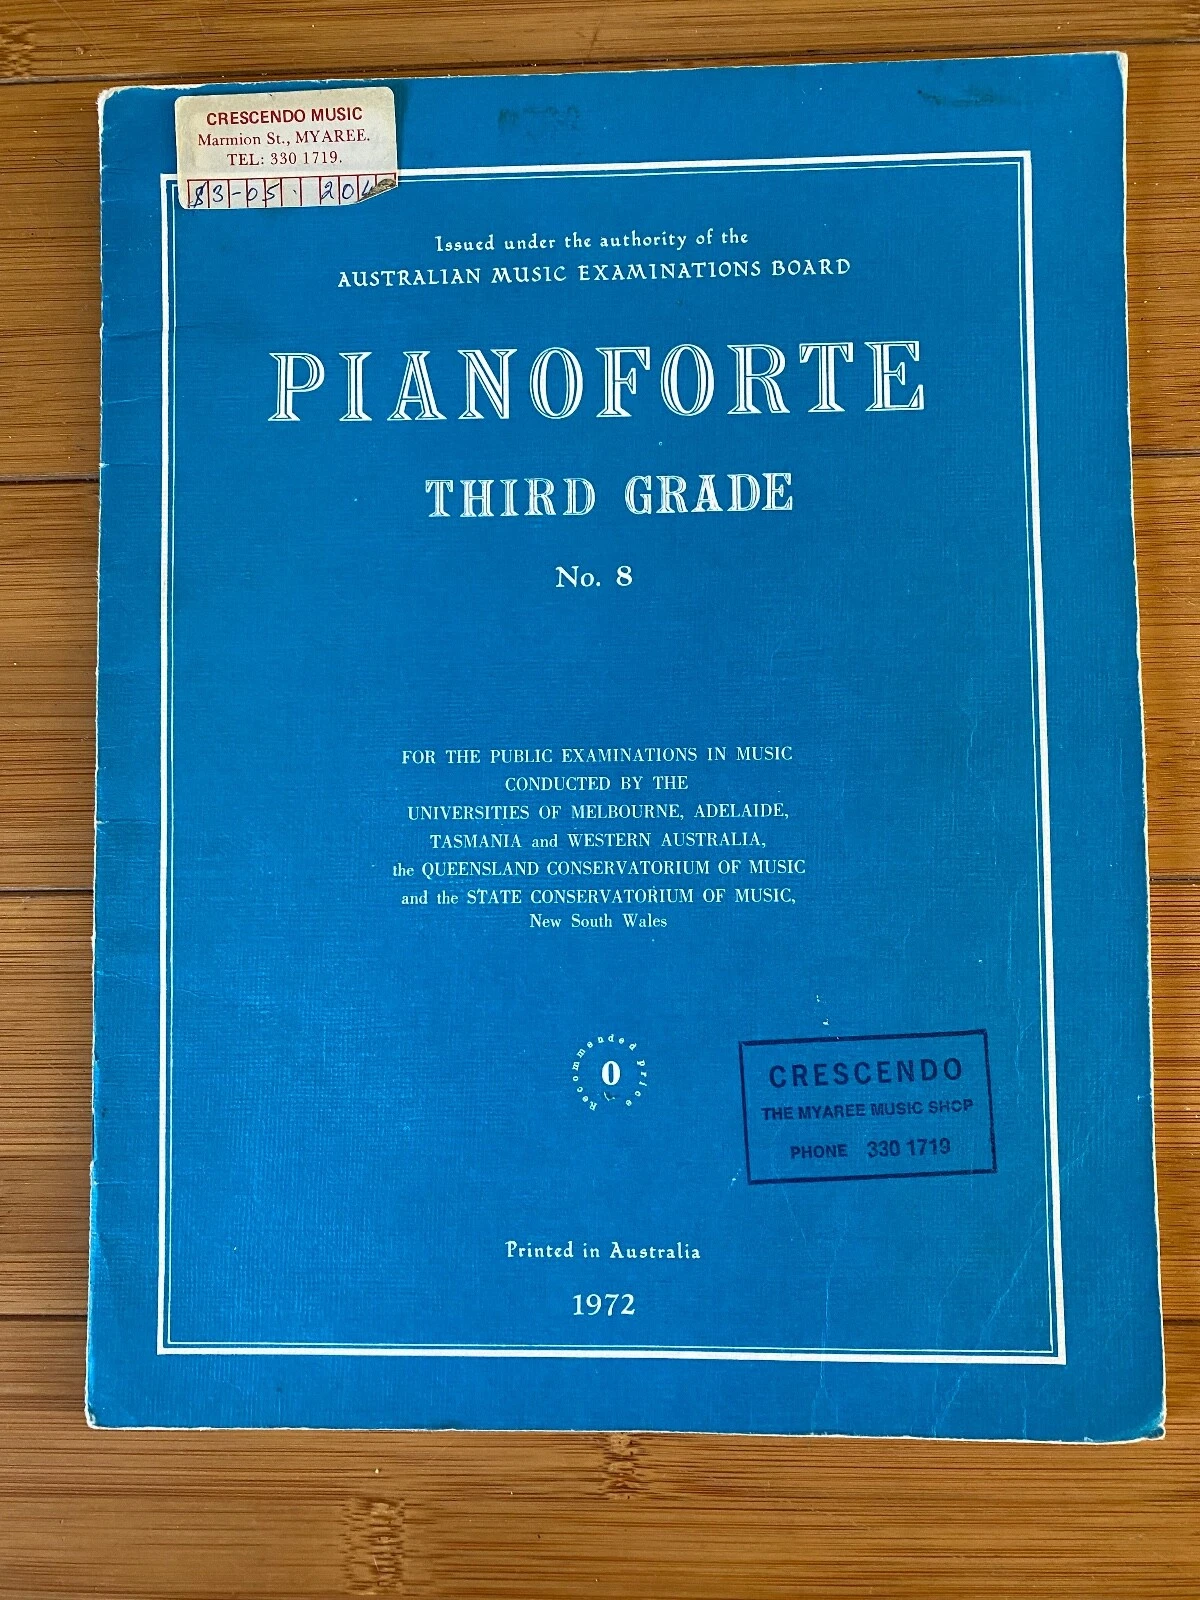 CRESCENDO MUSIC
Marmion St., MYAREE.
TEL: 330 1719.
$3-05. 204
Issued under the authority of the
AUSTRALIAN MUSIC EXAMINATIONS BOARD
PIANOFORTE
THIRD GRADE
No. 8
FOR THE PUBLIC EXAMINATIONS IN MUSIC
CONDUCTED BY THE
UNIVERSITIES OF MELBOURNE, ADELAIDE,
TASMANIA and WESTERN AUSTRALIA,
the QUEENSLAND CONSERVATORIUM OF MUSIC
and the STATE CONSERVATORIUM OF MUSIC,
New South Wales
Recommended price
0
CRESCENDO
THE MYAREE MUSIC SHOP
PHONE 330 1719
Printed in Australia
1972